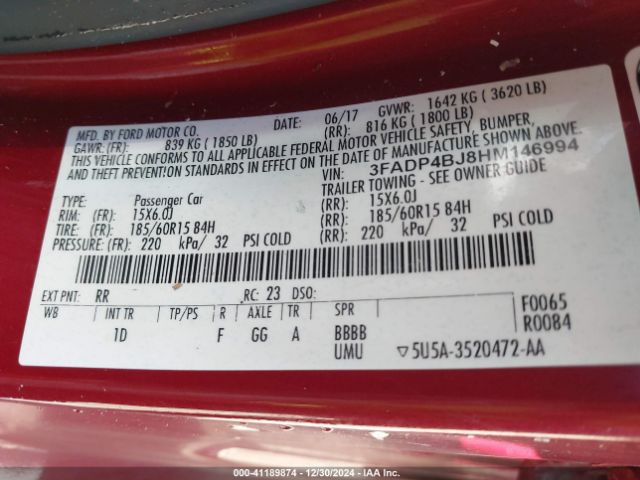 MFD. BY FORD MOTOR CO. DATE: 06/17 GVWR: 1642 KG ( 3620 LB)
GAWR: (FR): 839 KG ( 1850 LB) (RR): 816 KG ( 1800 LB)
THIS VEHICLE CONFORMS TO ALL APPLICABLE FEDERAL MOTOR VEHICLE SAFETY, BUMPER,
AND THEFT PREVENTION STANDARDS IN EFFECT ON THE DATE OF MANUFACTURE SHOWN ABOVE.
VIN: 3FADP4BJ8HM146994
TYPE: Passenger Car TRAILER TOWING - SEE OWNER GUIDE
RIM: (FR): 15X6.0J (RR): 15X6.0J
TIRE: (FR): 185/60R15 84H (RR): 185/60R15 84H
PRESSURE: (FR): 220 kPa/ 32 PSI COLD (RR): 220 kPa/ 32 PSI COLD
EXT PNT: RR RC: 23 DSO:
WB INT TR TP/PS R AXLE TR SPR F0065
R0084
1D F GG A BBBB
UMU ▽5U5A-3520472-AA
000-41189874 | 12/30/2024 - IAA Inc.